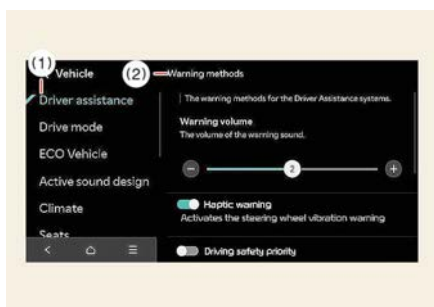 (1)
Vehicle
(2)
Warning methods
Driver assistance
The warning methods for the Driver Assistance systems.
Drive mode
Warning volume
The volume of the warning sound.
ECO Vehicle
2
Active sound design
Climate
Haptic warning
Activates the steering wheel vibration warning
Seats
Driving safety priority